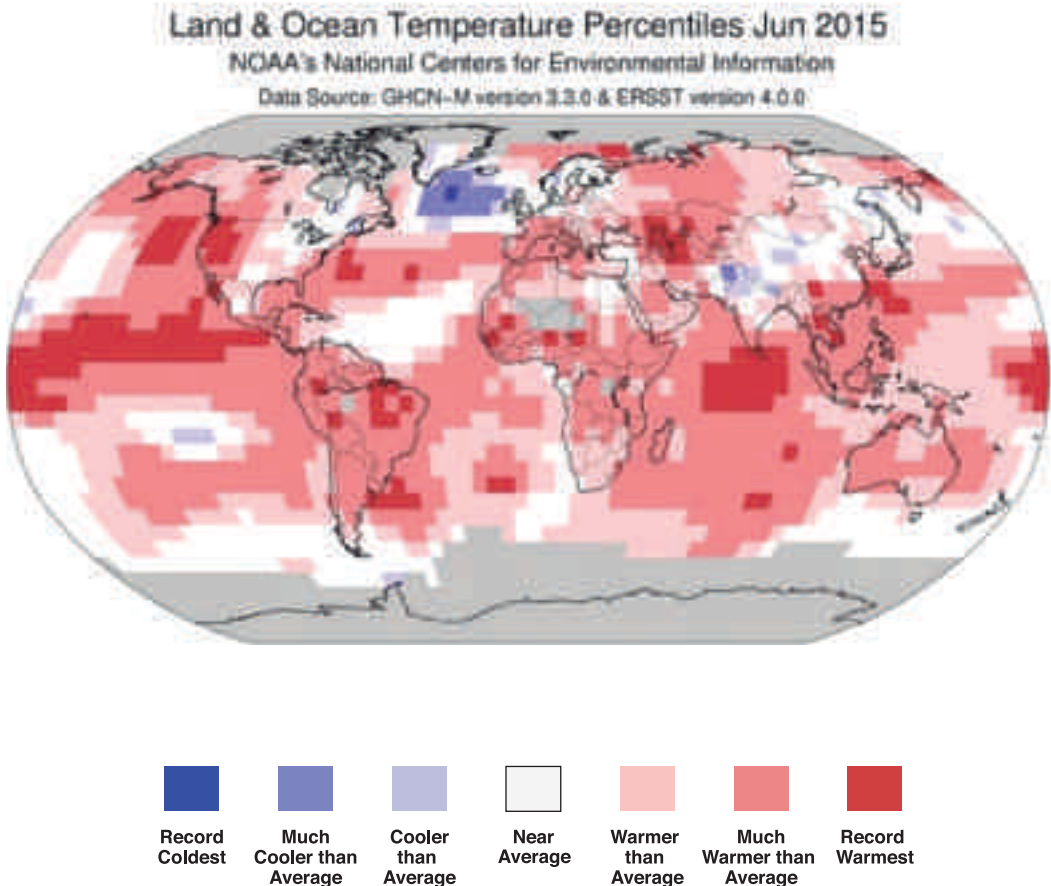 Land & Ocean Temperature Percentiles Jun 2015
NOAA's National Centers for Environmental Information
Data Source: GHCN–M version 3.3.0 & ERSST version 4.0.0
Record
Coldest
Much
Cooler than
Average
Cooler
than
Average
Near
Average
Warmer
than
Average
Much
Warmer than
Average
Record
Warmest